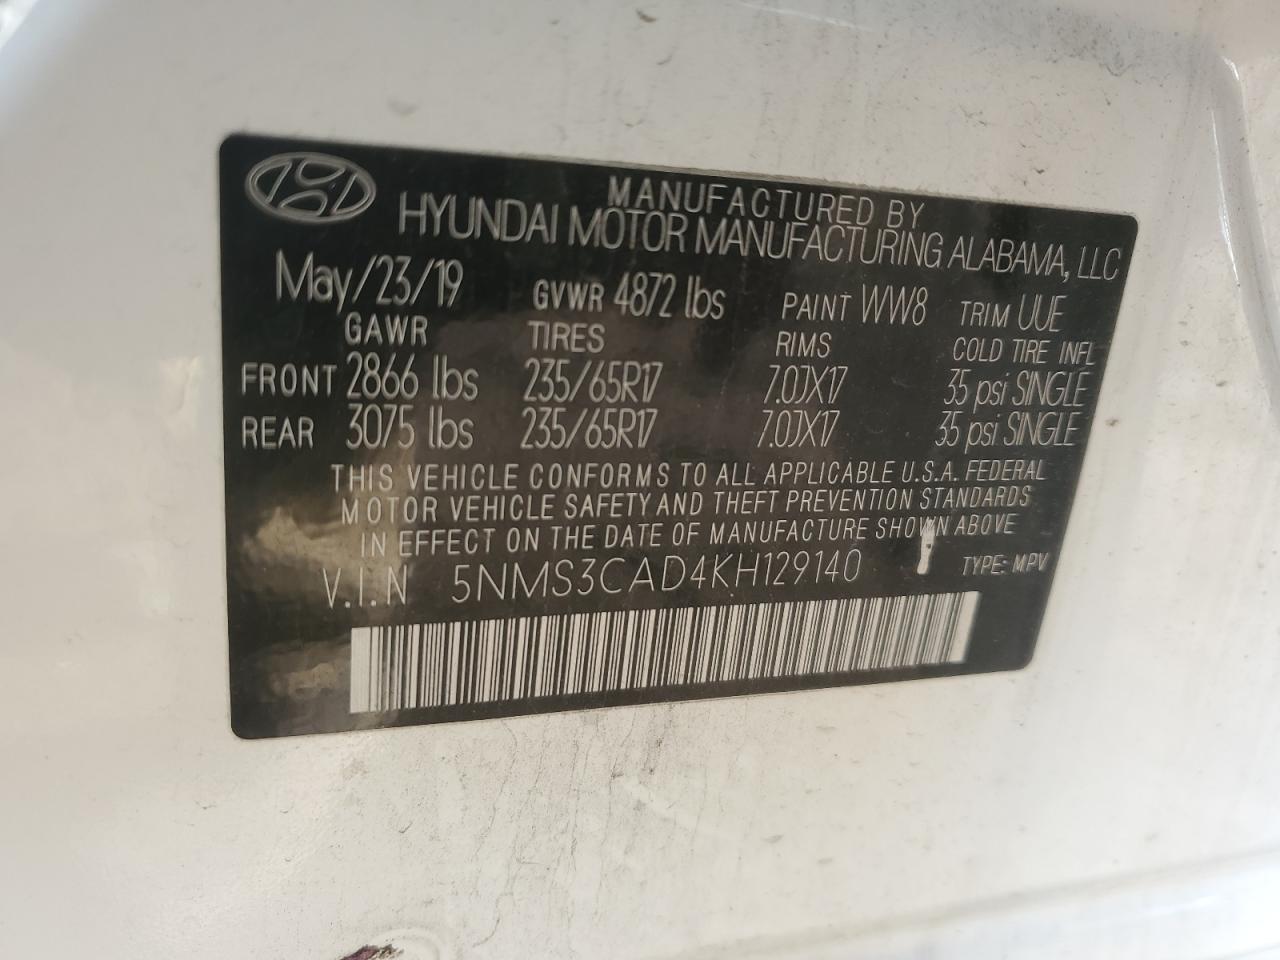 MANUFACTURED BY
HYUNDAI MOTOR MANUFACTURING ALABAMA, LLC
May/23/19 GVWR 4872 lbs PAINT WW8 TRIM UUE
GAWR TIRES RIMS COLD TIRE INFL
FRONT 2866 lbs 235/65R17 7.0JX17 35 psi SINGLE
REAR 3075 lbs 235/65R17 7.0JX17 35 psi SINGLE
THIS VEHICLE CONFORMS TO ALL APPLICABLE U.S.A. FEDERAL
MOTOR VEHICLE SAFETY AND THEFT PREVENTION STANDARDS
IN EFFECT ON THE DATE OF MANUFACTURE SHOWN ABOVE
V.I.N 5NMS3CAD4KH129140 TYPE: MPV